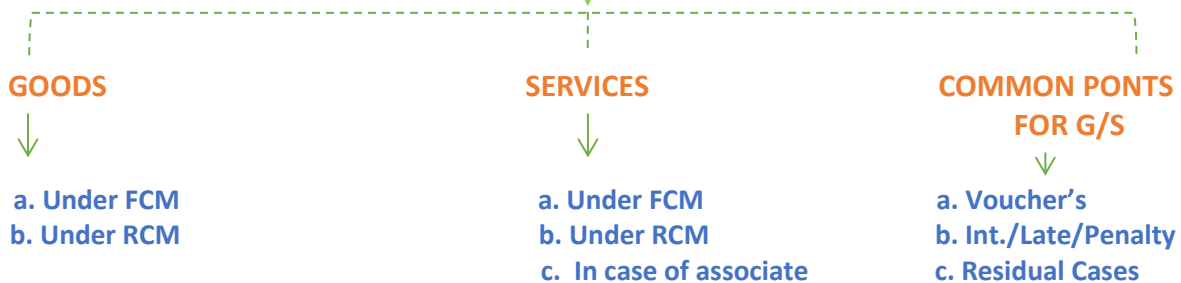 GOODS
a. Under FCM
b. Under RCM
SERVICES
a. Under FCM
b. Under RCM
c. In case of associate
COMMON PONTS
FOR G/S
a. Voucher’s
b. Int./Late/Penalty
c. Residual Cases